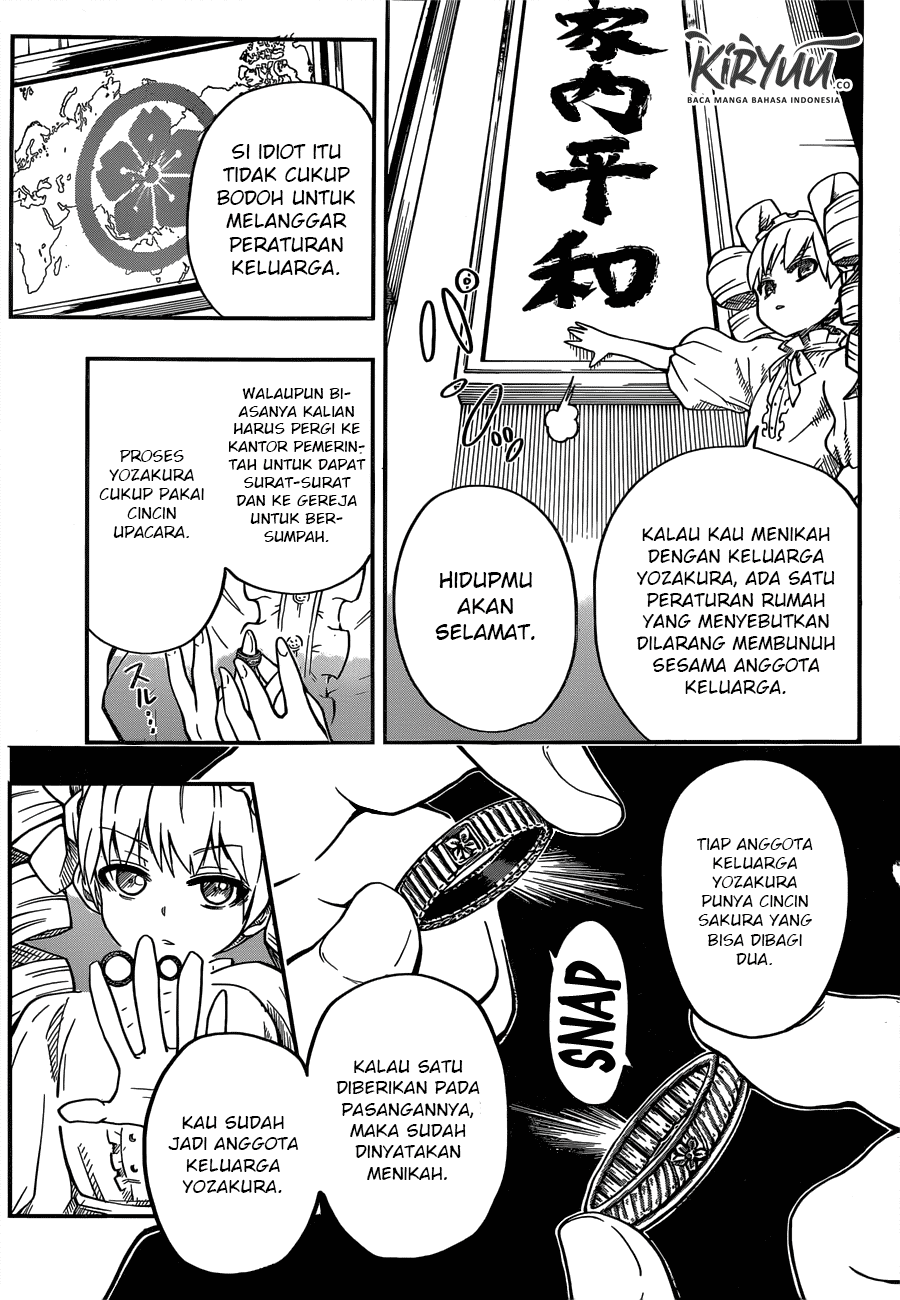 家内平和
KiRYUU.CO
BACA MANGA BAHASA INDONESIA
KALAU KAU MENIKAH
DENGAN KELUARGA
YOZAKURA, ADA SATU
PERATURAN RUMAH
YANG MENYEBUTKAN
DILARANG MEMBUNUH
SESAMA ANGGOTA
KELUARGA.
HIDUPMU
AKAN
SELAMAT.
SI IDIOT ITU
TIDAK CUKUP
BODOH UNTUK
MELANGGAR
PERATURAN
KELUARGA.
WALAUPUN BI-
ASANYA KALIAN
HARUS PERGI KE
KANTOR PEMERIN-
TAH UNTUK DAPAT
SURAT-SURAT
DAN KE GEREJA
UNTUK BER-
SUMPAH.
PROSES
YOZAKURA
CUKUP PAKAI
CINCIN
UPACARA.
スル…
TIAP ANGGOTA
KELUARGA
YOZAKURA
PUNYA CINCIN
SAKURA YANG
BISA DIBAGI
DUA.
SNAP
KALAU SATU
DIBERIKAN PADA
PASANGANNYA,
MAKA SUDAH
DINYATAKAN
MENIKAH.
KAU SUDAH
JADI ANGGOTA
KELUARGA
YOZAKURA.